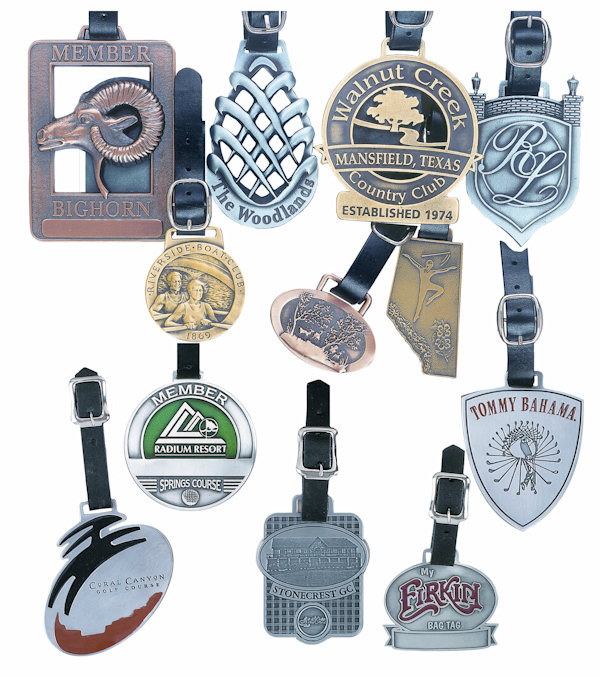 MEMBER
BIGHORN
The Woodlands
Walnut Creek
MANSFIELD, TEXAS
Country Club
ESTABLISHED 1974
RL
RIVERSIDE · BOAT · CLUB ·
1869
MEMBER
RADIUM RESORT
SPRINGS COURSE
TOMMY BAHAMA
CORAL CANYON
GOLF COURSE
STONECREST GC
My
FIRKIN
BAG TAG